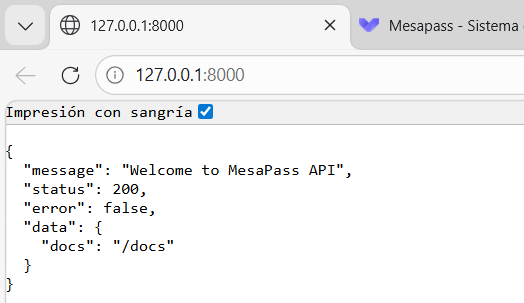 127.0.0.1:8000
Mesapass - Sistema
127.0.0.1:8000
Impresión con sangría
{
  "message": "Welcome to MesaPass API",
  "status": 200,
  "error": false,
  "data": {
    "docs": "/docs"
  }
}